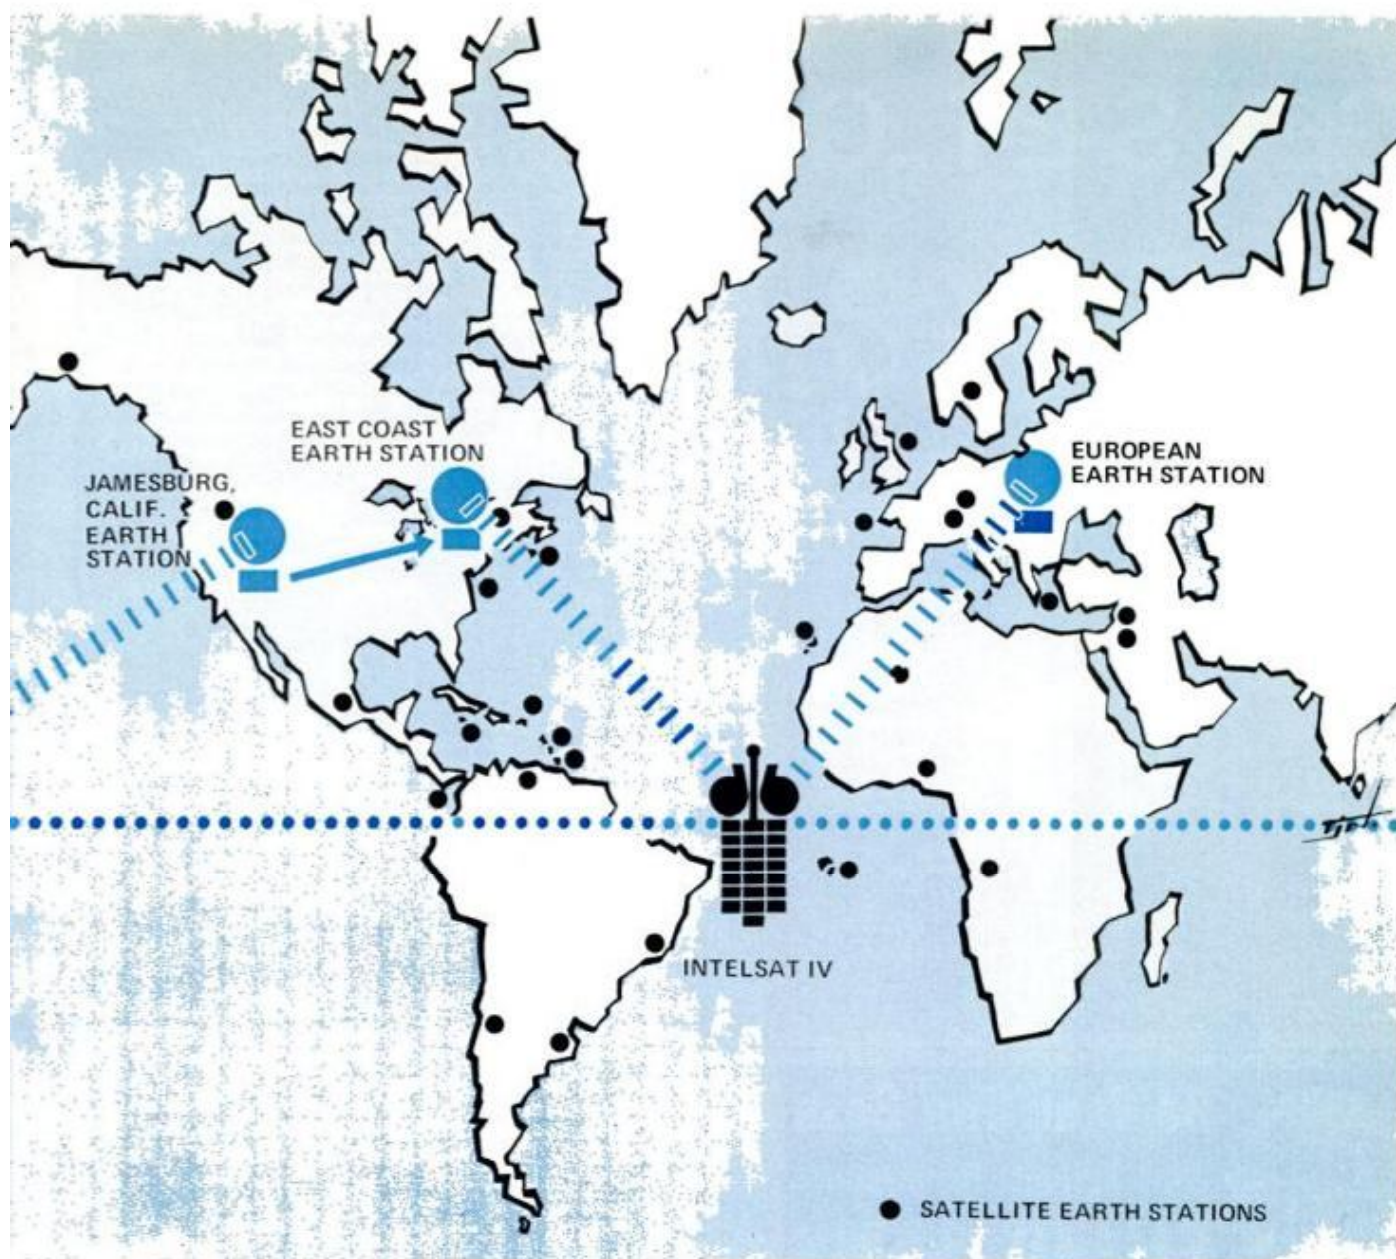 EAST COAST
EARTH STATION
JAMESBURG,
CALIF.
EARTH
STATION
EUROPEAN
EARTH STATION
INTELSAT IV
SATELLITE EARTH STATIONS